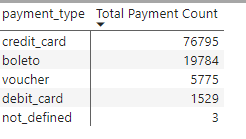 payment_type Total Payment Count
credit_card 76795
boleto 19784
voucher 5775
debit_card 1529
not_defined 3